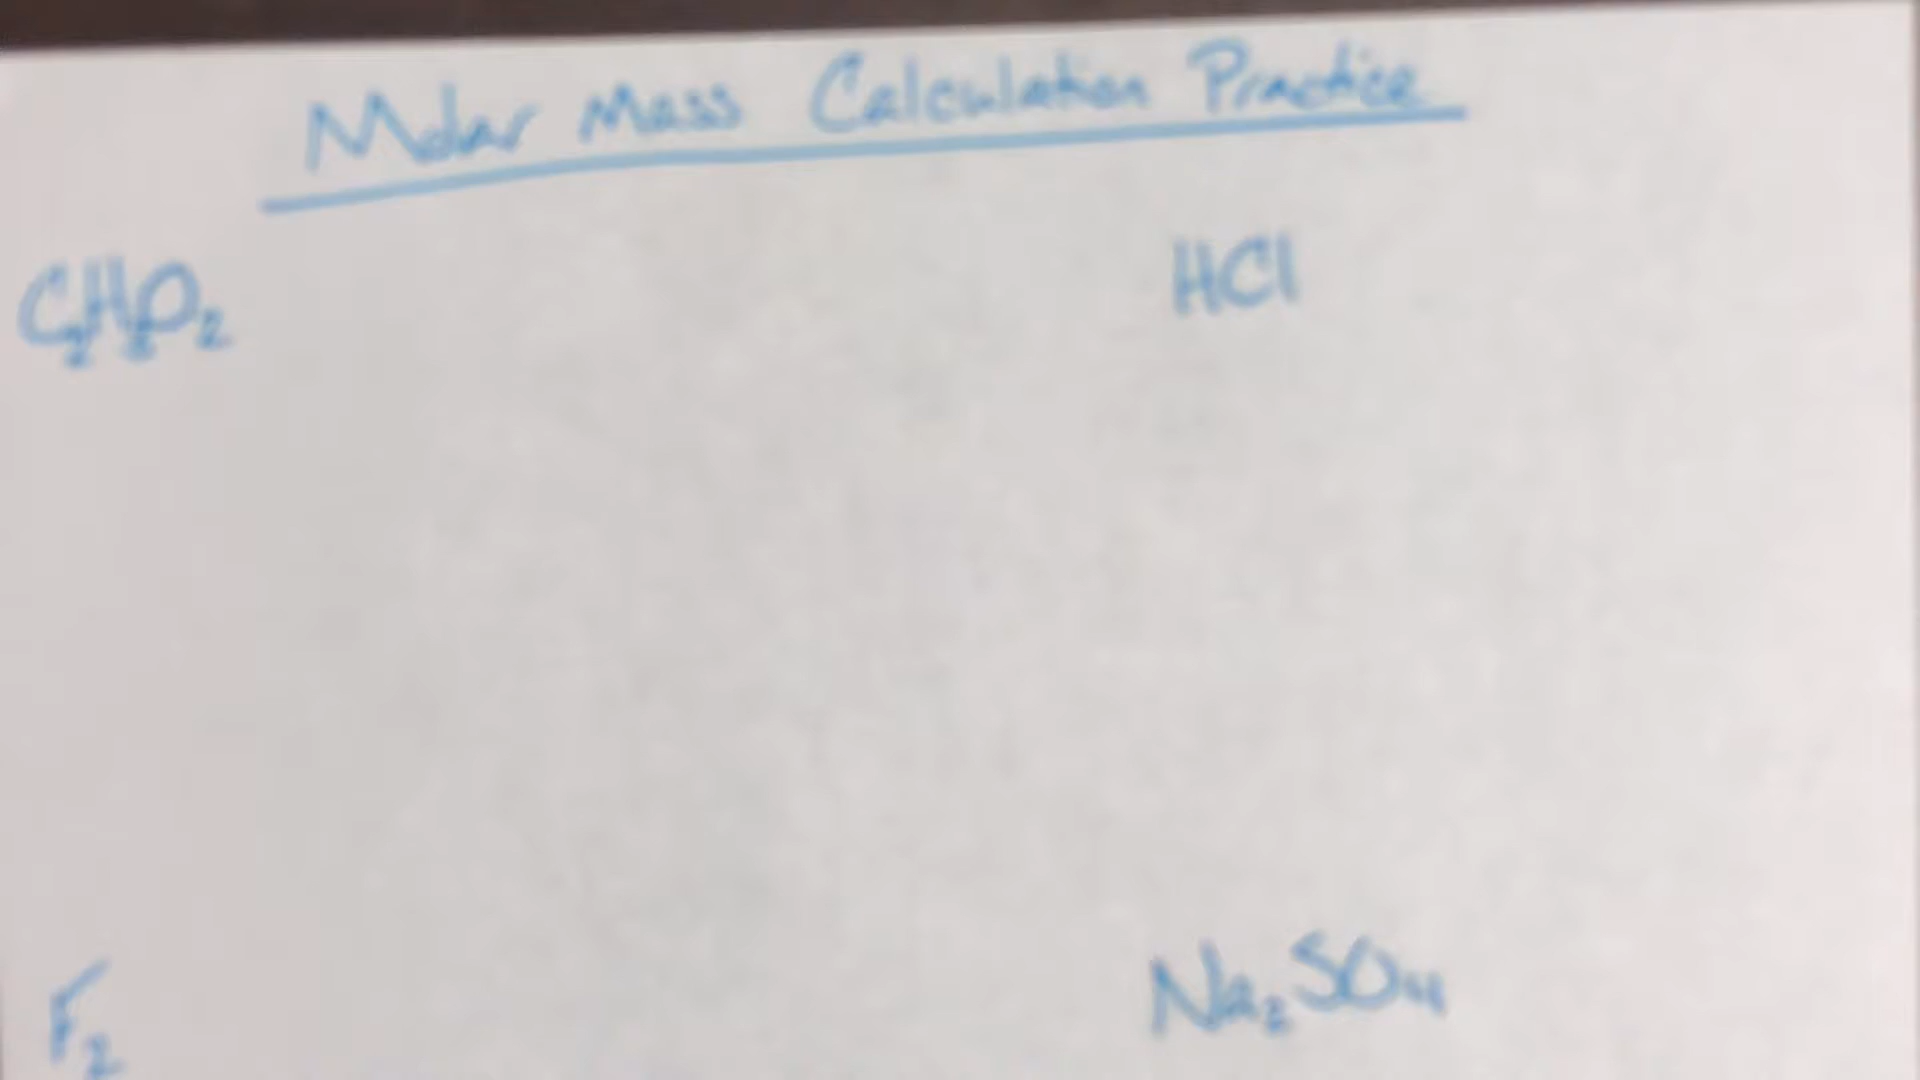 Molar Mass Calculation Practice
C₂H₈O₂ HCl
F₂ Na₂SO₄